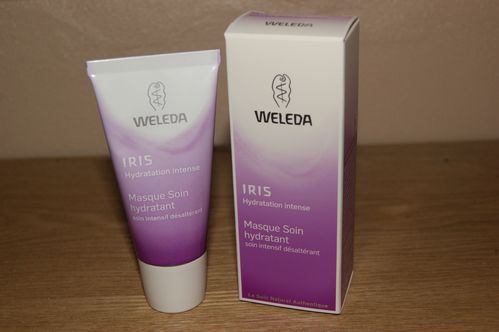 WELEDA
IRIS
Hydratation intense
Masque Soin
hydratant
soin intensif désaltérant
WELEDA
WELEDA
IRIS
Hydratation intense
Masque Soin
hydratant
soin intensif désaltérant
Le Soin Naturel Authentique